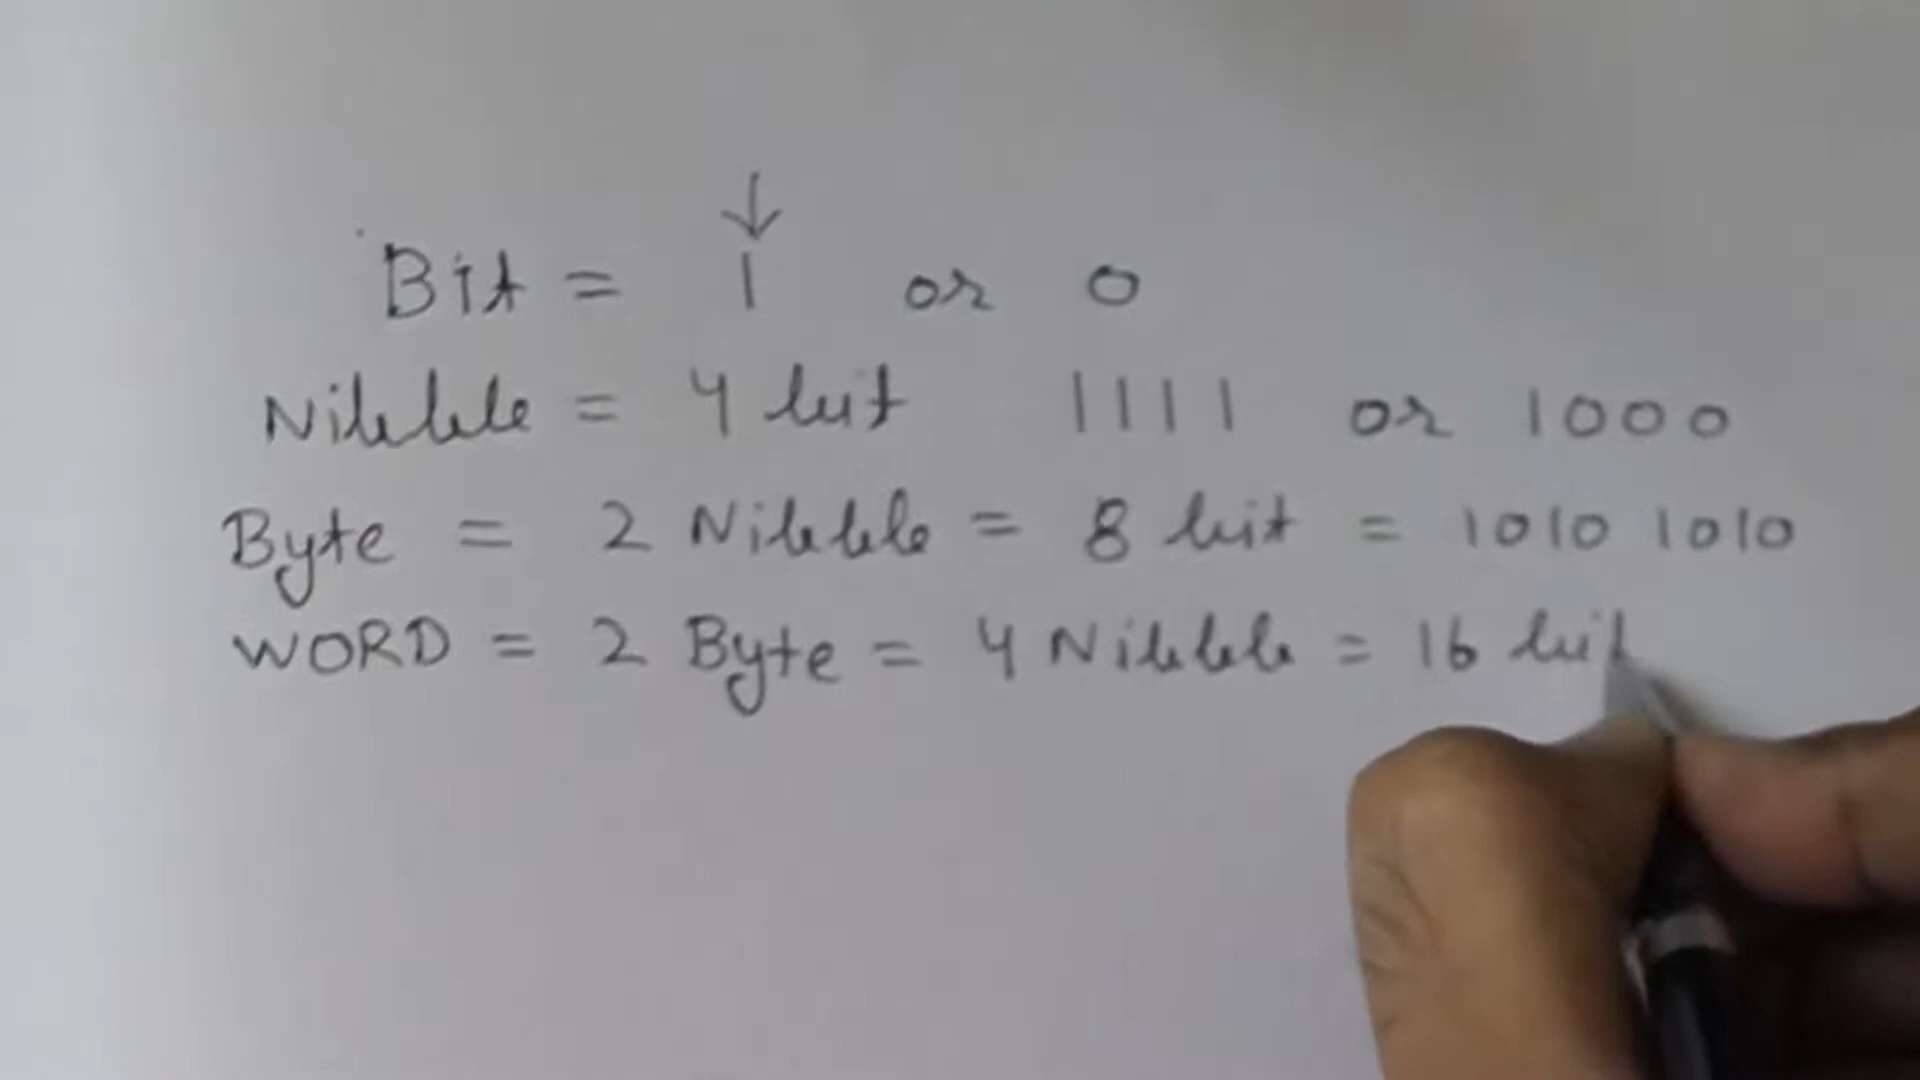 Bit = 1 or 0
Nibble = 4 bit 1111 or 1000
Byte = 2 Nibble = 8 bit = 1010 1010
WORD = 2 Byte = 4 Nibble = 16 bit